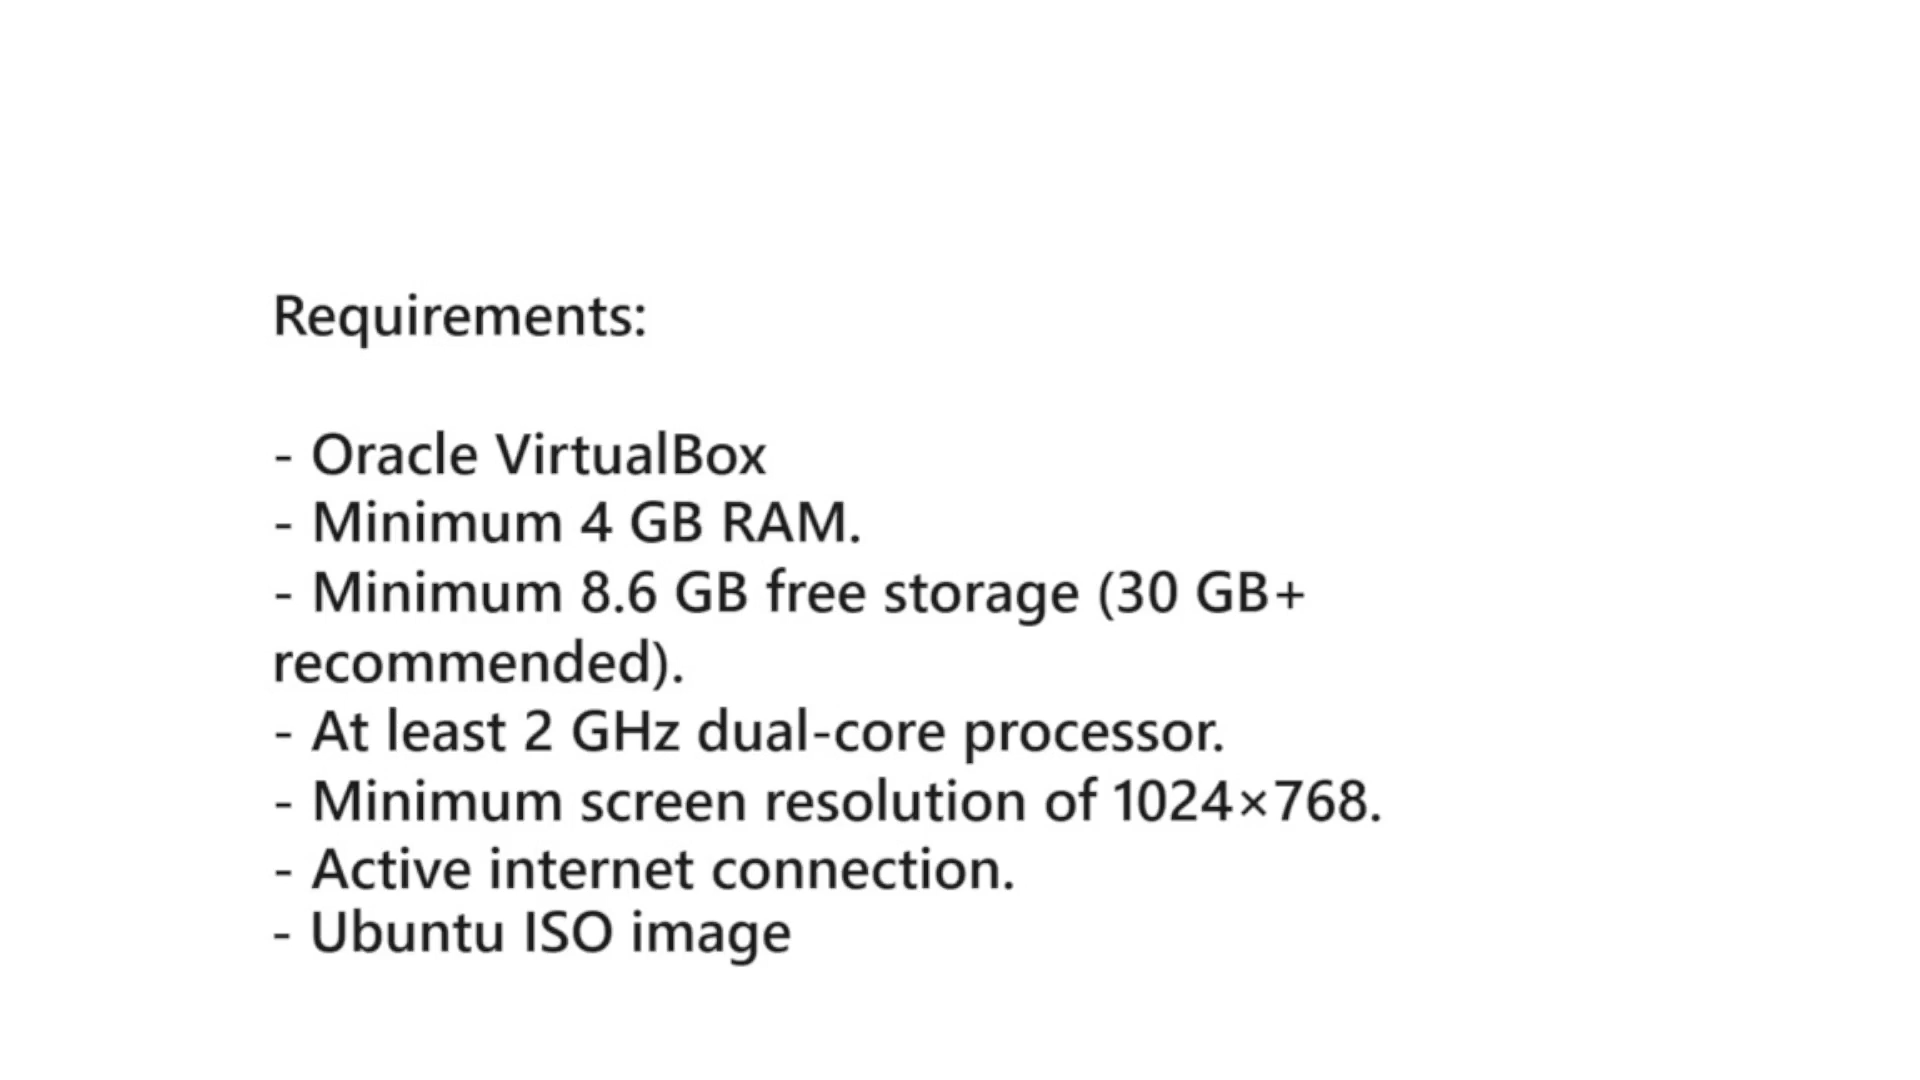 Requirements:
- Oracle VirtualBox
- Minimum 4 GB RAM.
- Minimum 8.6 GB free storage (30 GB+
recommended).
- At least 2 GHz dual-core processor.
- Minimum screen resolution of 1024×768.
- Active internet connection.
- Ubuntu ISO image